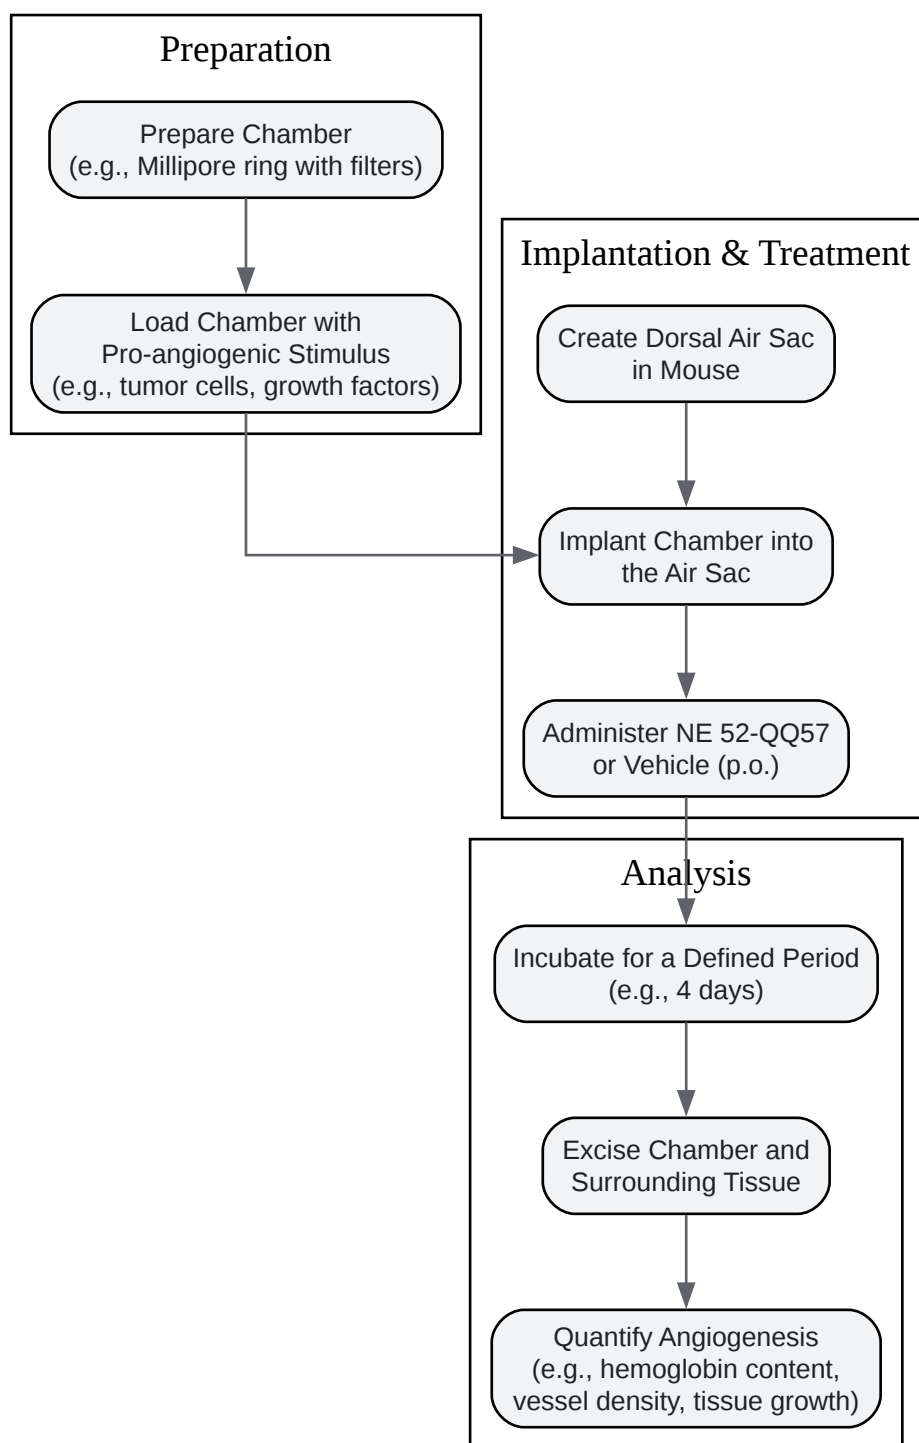 Preparation
Prepare Chamber
(e.g., Millipore ring with filters)
Load Chamber with
Pro-angiogenic Stimulus
(e.g., tumor cells, growth factors)
Implantation & Treatment
Create Dorsal Air Sac
in Mouse
Implant Chamber into
the Air Sac
Administer NE 52-QQ57
or Vehicle (p.o.)
Analysis
Incubate for a Defined Period
(e.g., 4 days)
Excise Chamber and
Surrounding Tissue
Quantify Angiogenesis
(e.g., hemoglobin content,
vessel density, tissue growth)